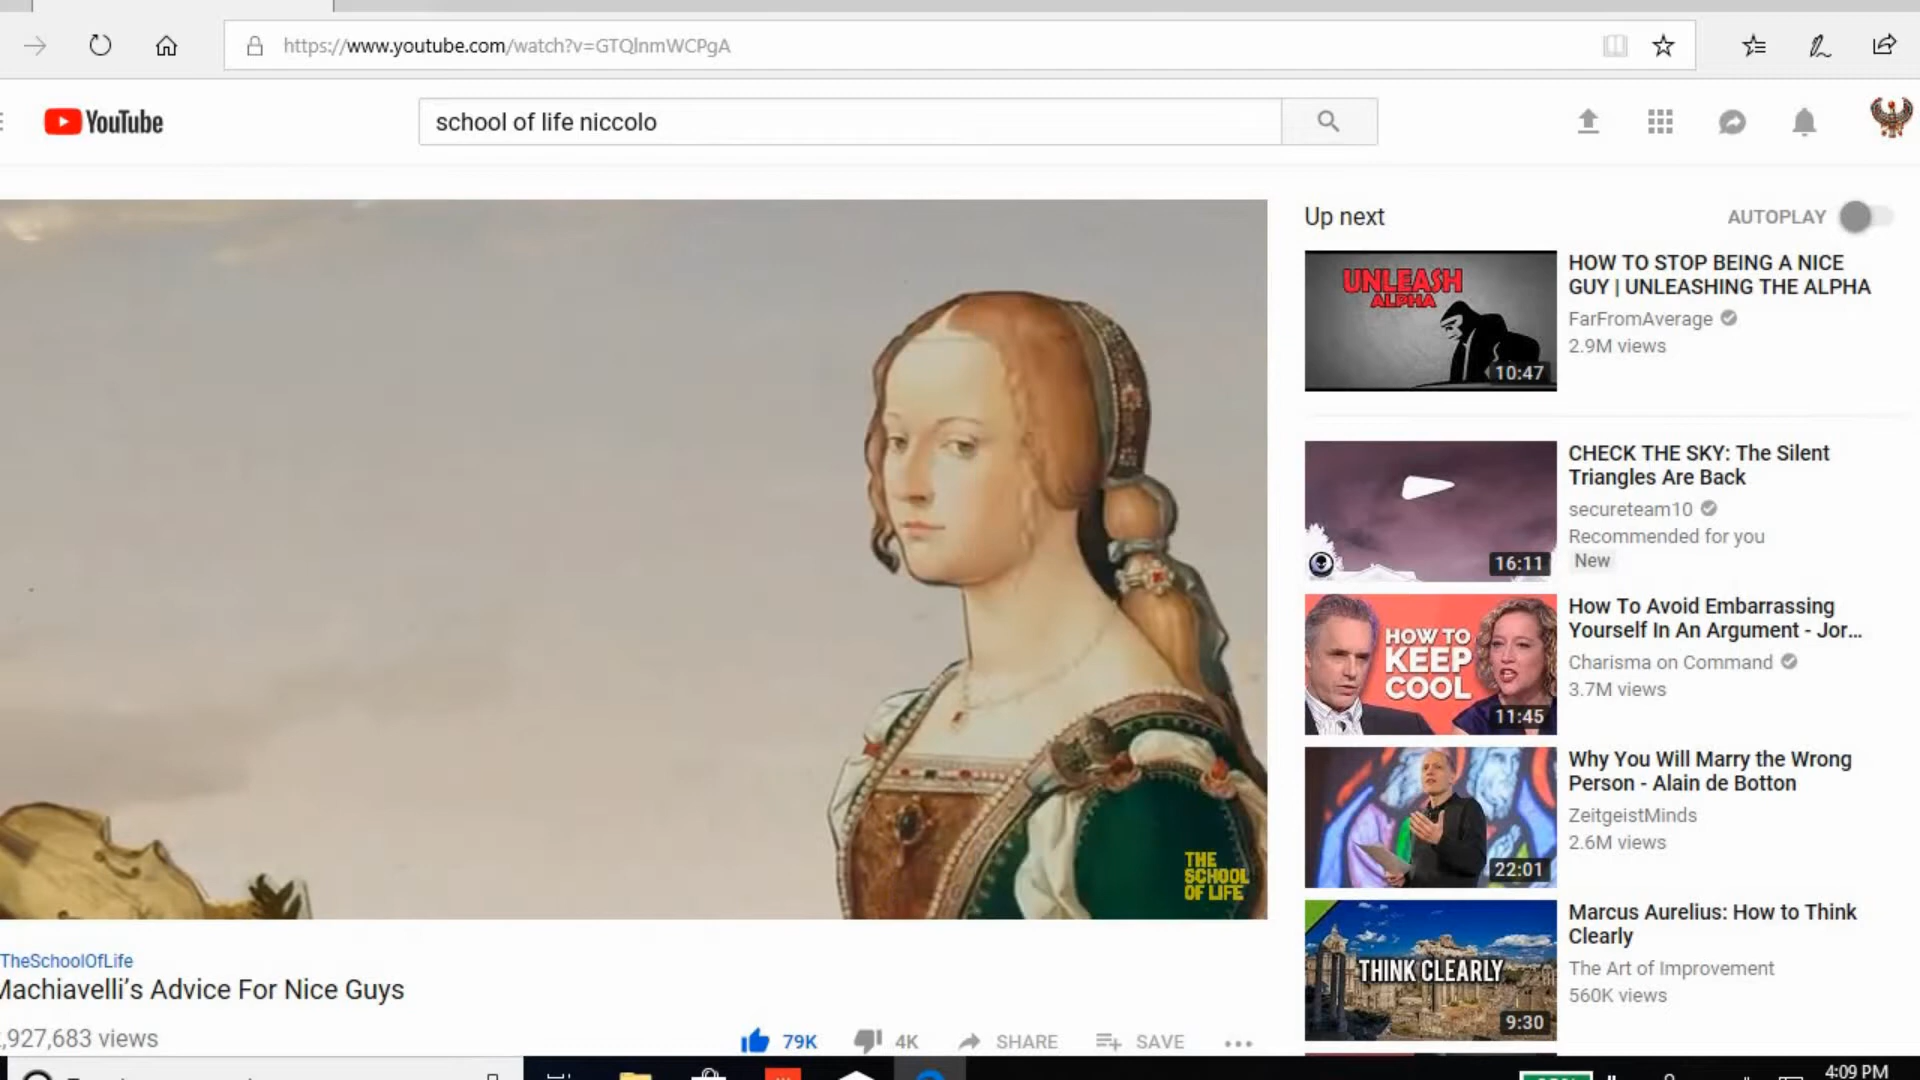 https://www.youtube.com/watch?v=GTQlnmWCPgA
YouTube
school of life niccolo
Up next
AUTOPLAY
UNLEASH
ALPHA
10:47
HOW TO STOP BEING A NICE
GUY | UNLEASHING THE ALPHA
FarFromAverage
2.9M views
16:11
CHECK THE SKY: The Silent
Triangles Are Back
secureteam10
Recommended for you
New
HOW TO
KEEP
COOL
11:45
How To Avoid Embarrassing
Yourself In An Argument - Jor...
Charisma on Command
3.7M views
22:01
Why You Will Marry the Wrong
Person - Alain de Botton
ZeitgeistMinds
2.6M views
THINK CLEARLY
9:30
Marcus Aurelius: How to Think
Clearly
The Art of Improvement
560K views
THE
SCHOOL
OF LIFE
TheSchoolOfLife
Machiavelli's Advice For Nice Guys
,927,683 views
79K
4K
SHARE
SAVE
4:09 PM